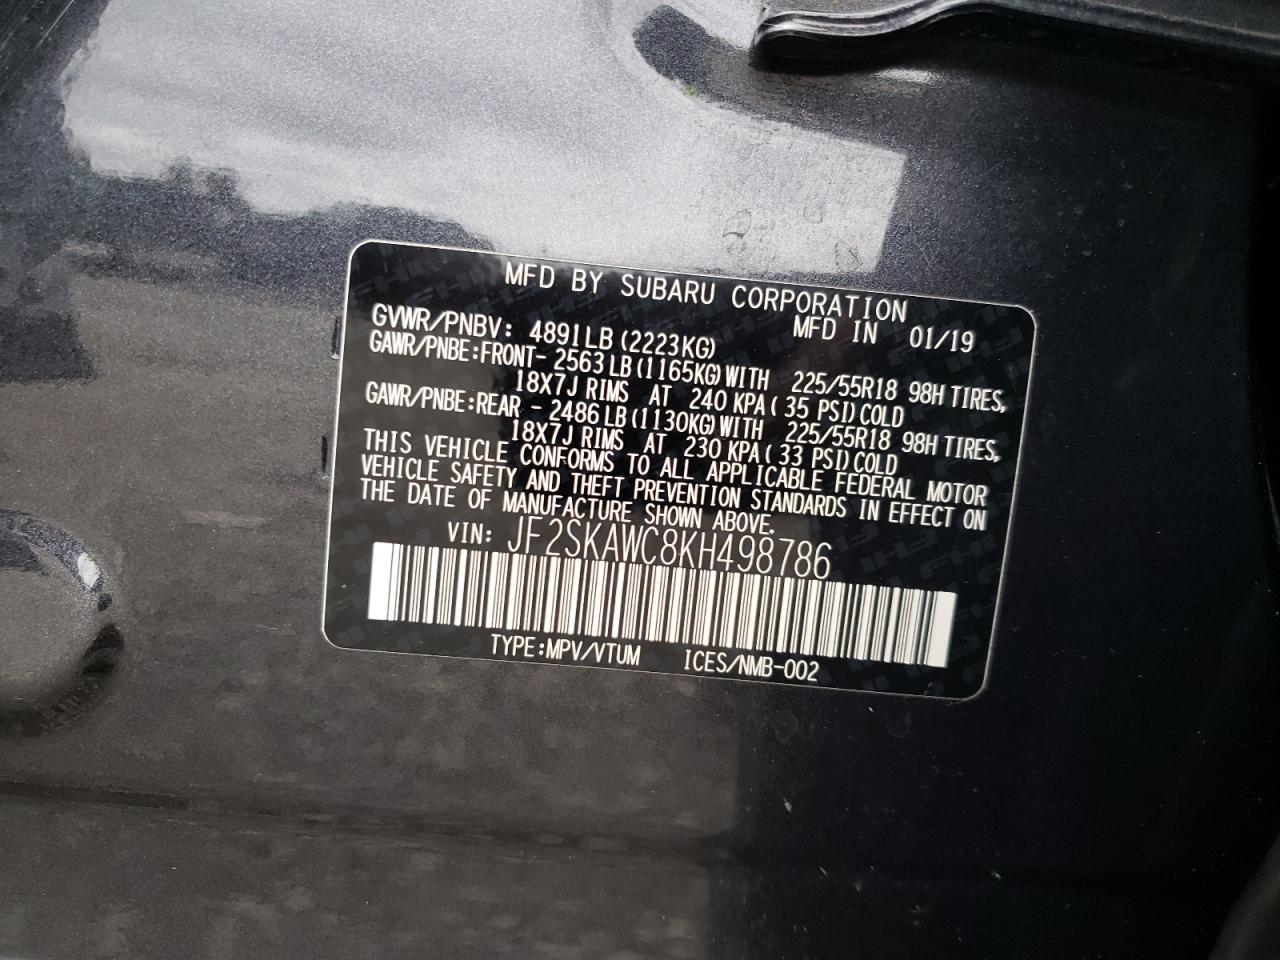 MFD BY SUBARU CORPORATION
GVWR/PNBV: 4891LB (2223KG) MFD IN 01/19
GAWR/PNBE:FRONT- 2563LB(1165KG)WITH 225/55R18 98H TIRES,
18X7J RIMS AT 240 KPA( 35 PSI)COLD
GAWR/PNBE:REAR - 2486LB(1130KG)WITH 225/55R18 98H TIRES,
18X7J RIMS AT 230 KPA( 33 PSI)COLD
THIS VEHICLE CONFORMS TO ALL APPLICABLE FEDERAL MOTOR
VEHICLE SAFETY AND THEFT PREVENTION STANDARDS IN EFFECT ON
THE DATE OF MANUFACTURE SHOWN ABOVE.
VIN: JF2SKAWC8KH498786
TYPE:MPV/VTUM ICES/NMB-002